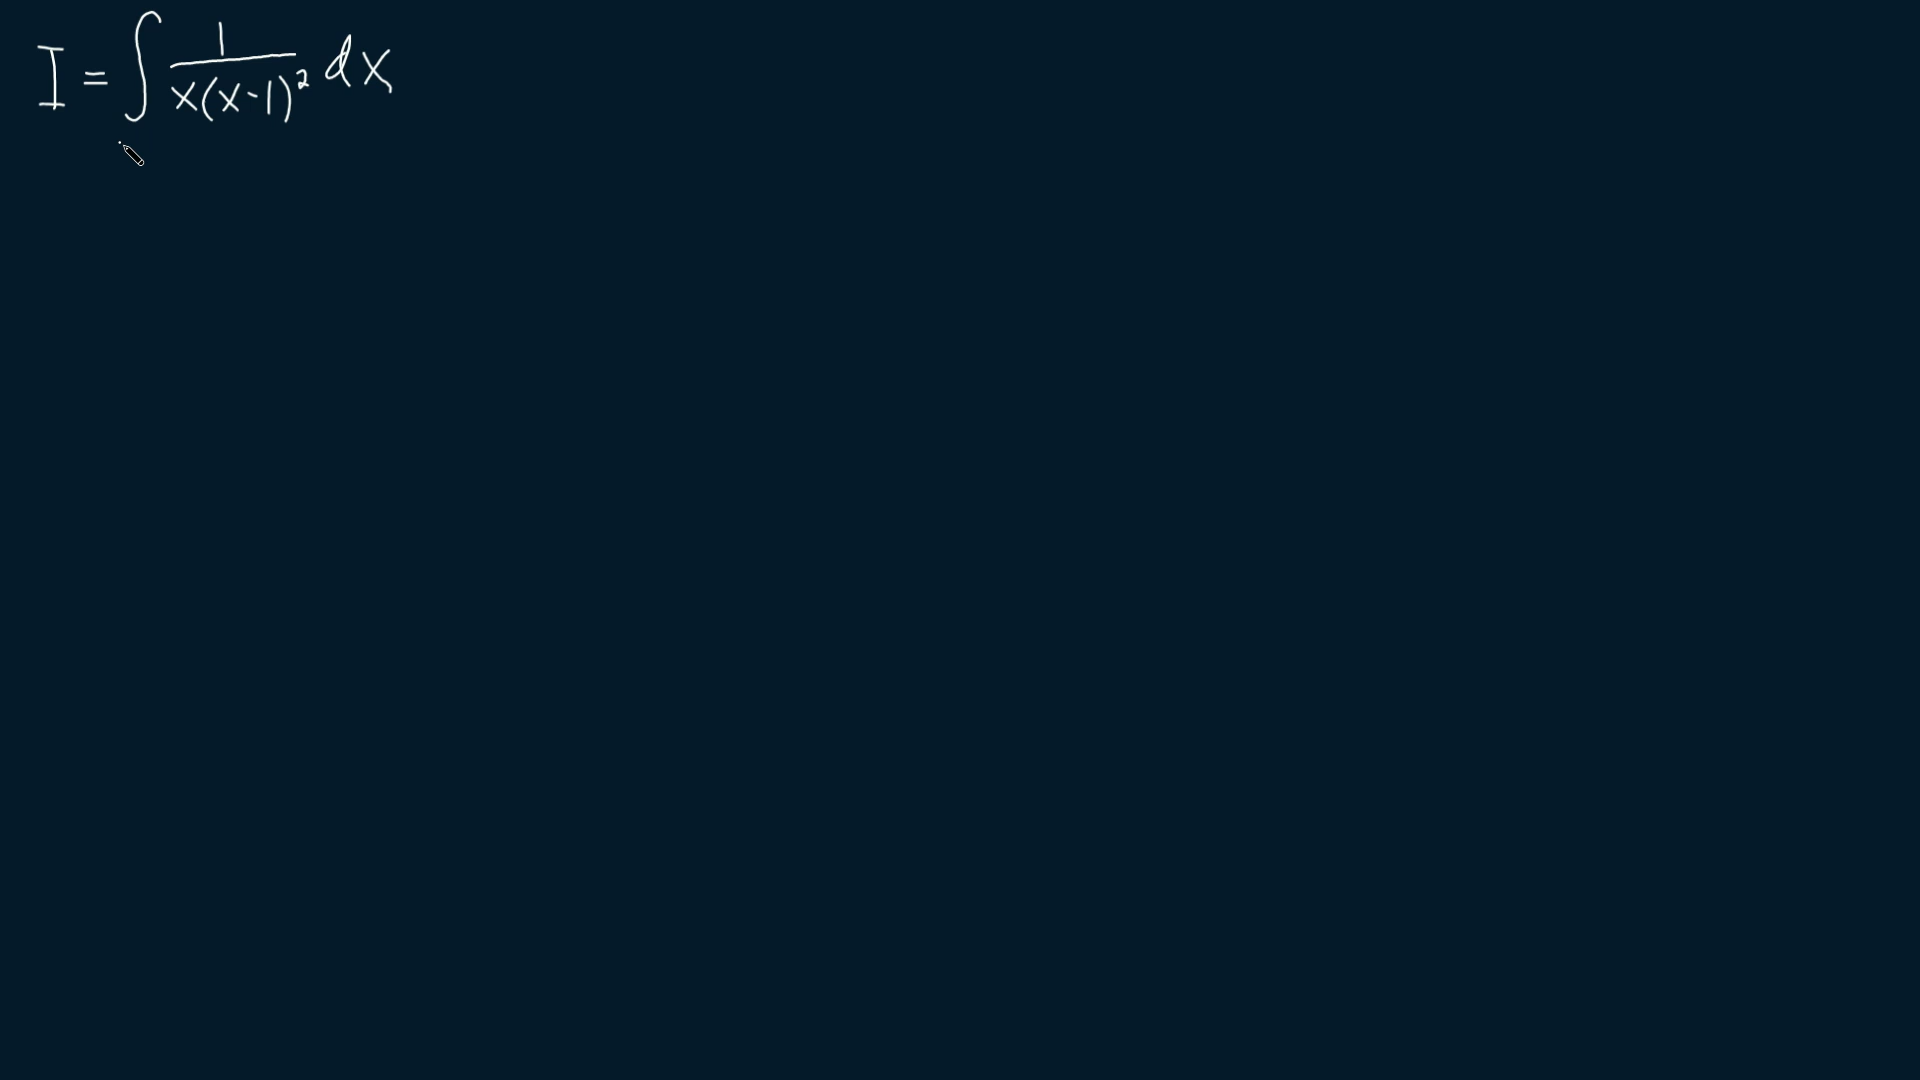 I = ∫ 1/(x(x-1)²) dx